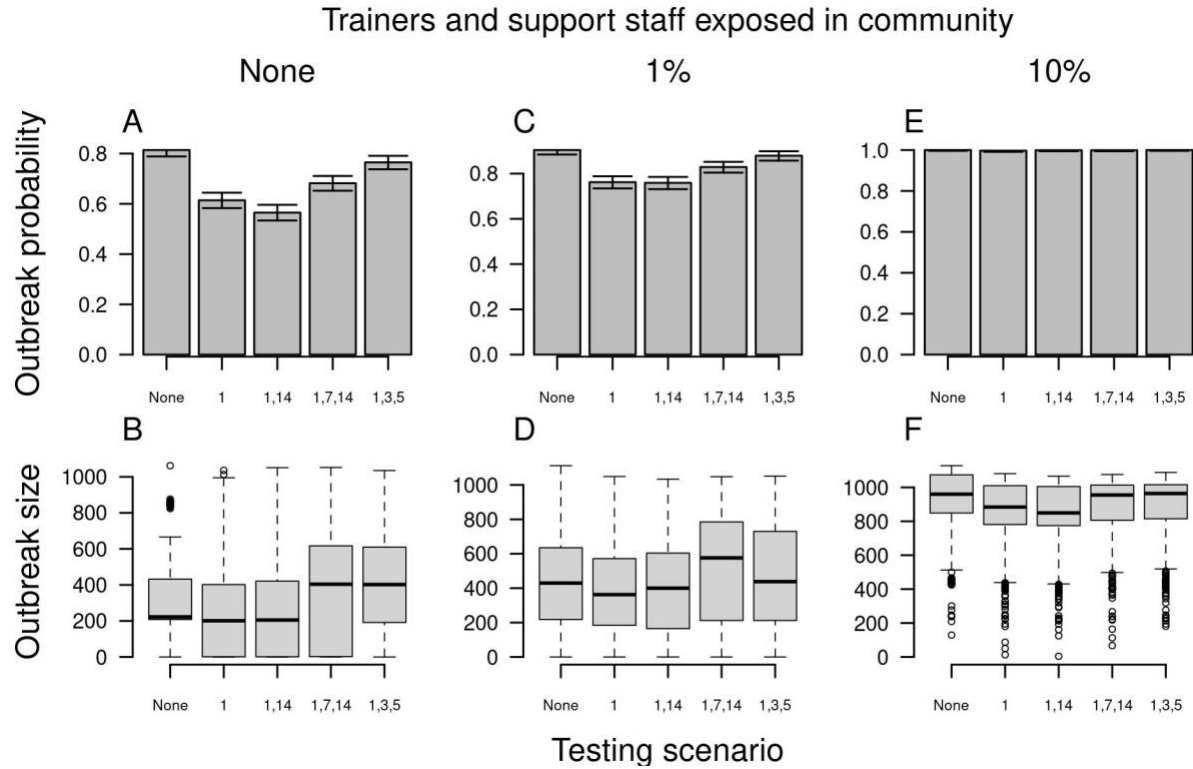 Trainers and support staff exposed in community
None 1% 10%
A C E
Outbreak probability
0.8
0.6
0.4
0.2
0.0
None 1 1,14 1,7,14 1,3,5
0.8
0.6
0.4
0.2
0.0
None 1 1,14 1,7,14 1,3,5
1.0
0.8
0.6
0.4
0.2
0.0
None 1 1,14 1,7,14 1,3,5
B D F
Outbreak size
1000
800
600
400
200
0
None 1 1,14 1,7,14 1,3,5
1000
800
600
400
200
0
None 1 1,14 1,7,14 1,3,5
1000
800
600
400
200
0
None 1 1,14 1,7,14 1,3,5
Testing scenario